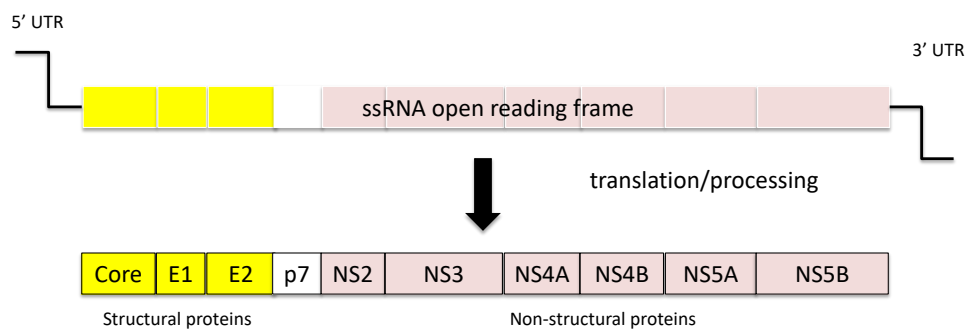 5’ UTR
3’ UTR
ssRNA open reading frame
translation/processing
Core E1 E2 p7 NS2 NS3 NS4A NS4B NS5A NS5B
Structural proteins Non-structural proteins